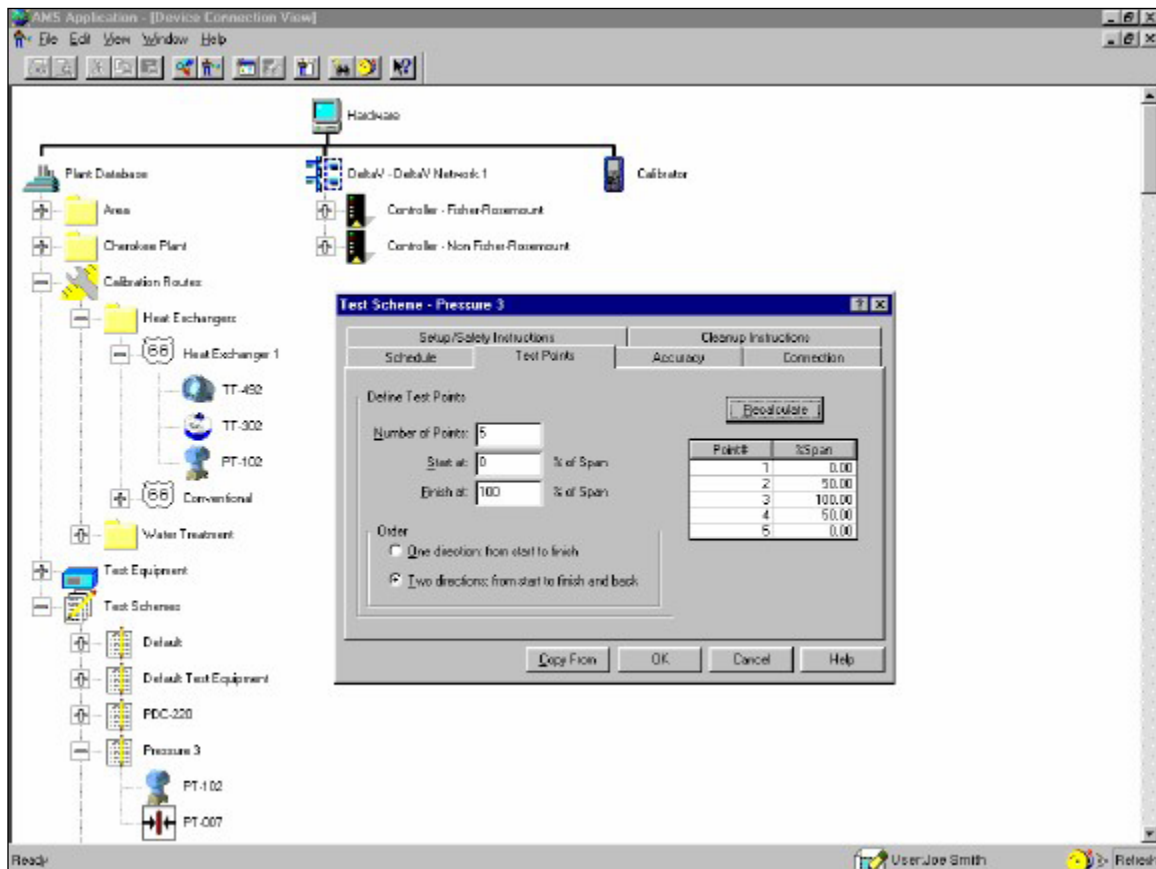 AMS Application - [Device Connection View]
File Edit View Window Help
Hardware
Plant Database
DeltaV - DeltaV Network 1
Calibrator
Area
Controller - Fisher-Rosemount
Cherokee Plant
Controller - Non Fisher-Rosemount
Calibration Routes
Heat Exchangers
66 Heat Exchanger 1
TT-492
TT-302
PT-102
66 Conventional
Water Treatment
Test Equipment
Test Schemes
Default
Default Test Equipment
PDC-220
Pressure 3
PT-102
PT-007
Test Scheme - Pressure 3
Setup/Safety Instructions Cleanup Instructions
Schedule Test Points Accuracy Connection
Define Test Points
Recalculate
Number of Points: 5
Start at: 0 % of Span
Finish at: 100 % of Span
Point# %Span
1 0.00
2 50.00
3 100.00
4 50.00
5 0.00
Order
One direction: from start to finish
Two directions: from start to finish and back
Copy From OK Cancel Help
Ready User:Joe Smith Refresh